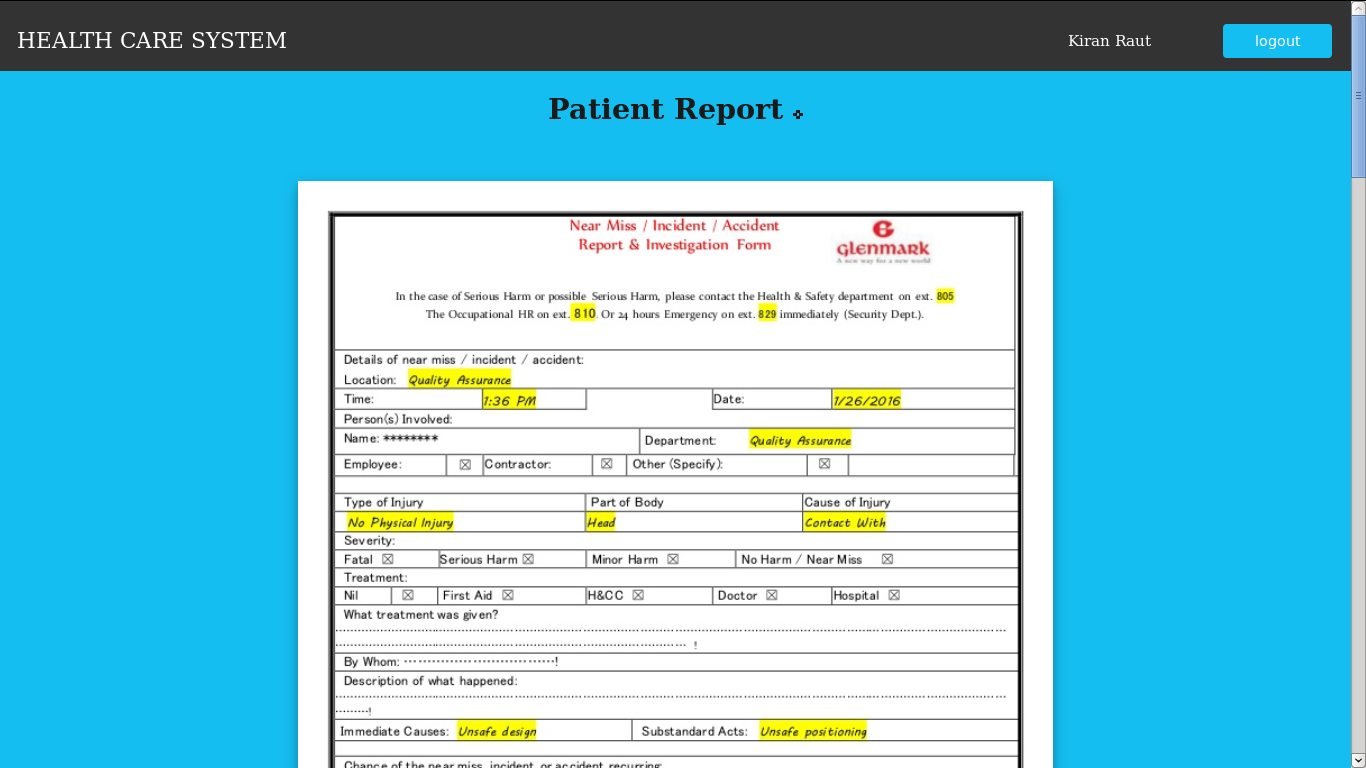 HEALTH CARE SYSTEM
Kiran Raut
logout
Patient Report
Near Miss / Incident / Accident
Report & Investigation Form
GLENMARK
A new way for a new world
In the case of Serious Harm or possible Serious Harm, please contact the Health & Safety department on ext. 805
The Occupational HR on ext. 810. Or 24 hours Emergency on ext. 829 immediately (Security Dept.).
Details of near miss / incident / accident:
Location: Quality Assurance
Time: 1:36 PM Date: 1/26/2016
Person(s) Involved:
Name: ******** Department: Quality Assurance
Employee: ☒ Contractor: ☒ Other (Specify): ☒
Type of Injury Part of Body Cause of Injury
No Physical Injury Head Contact With
Severity:
Fatal ☒ Serious Harm ☒ Minor Harm ☒ No Harm / Near Miss ☒
Treatment:
Nil ☒ First Aid ☒ H&CC ☒ Doctor ☒ Hospital ☒
What treatment was given?
!
By Whom: ................................!
Description of what happened:
.........!
Immediate Causes: Unsafe design Substandard Acts: Unsafe positioning
Chance of the near miss, incident, or accident recurring: